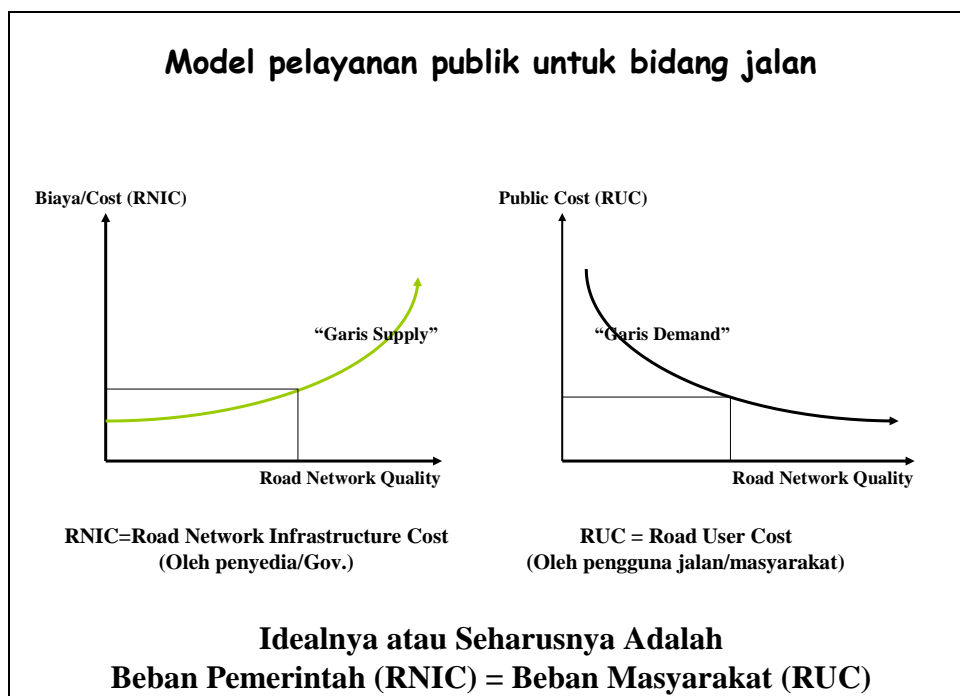 Model pelayanan publik untuk bidang jalan
Biaya/Cost (RNIC)
“Garis Supply”
Road Network Quality
RNIC=Road Network Infrastructure Cost
(Oleh penyedia/Gov.)
Public Cost (RUC)
“Garis Demand”
Road Network Quality
RUC = Road User Cost
(Oleh pengguna jalan/masyarakat)
Idealnya atau Seharusnya Adalah
Beban Pemerintah (RNIC) = Beban Masyarakat (RUC)